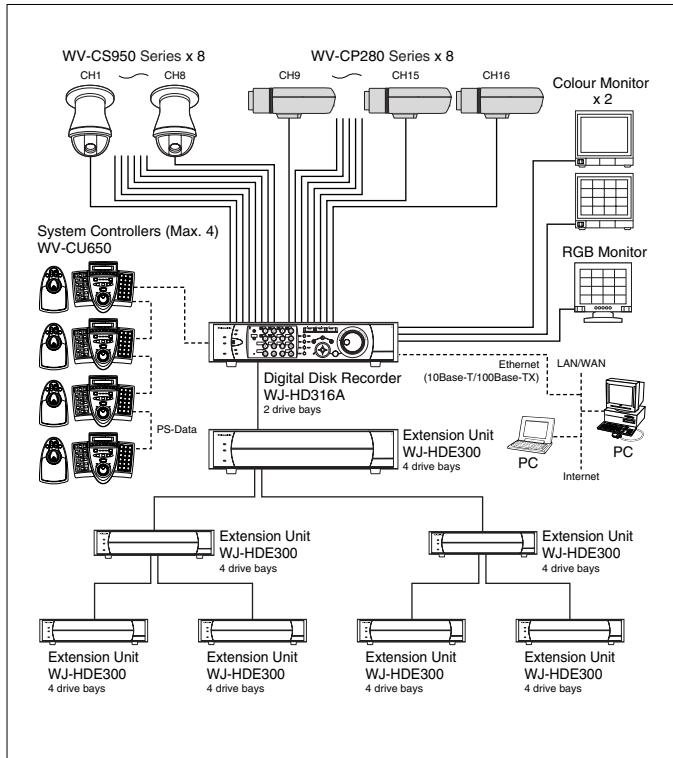 WV-CS950 Series x 8
CH1
CH8
WV-CP280 Series x 8
CH9
CH15
CH16
Colour Monitor
x 2
System Controllers (Max. 4)
WV-CU650
RGB Monitor
Digital Disk Recorder
WJ-HD316A
2 drive bays
Ethernet
(10Base-T/100Base-TX)
LAN/WAN
PS-Data
Extension Unit
WJ-HDE300
4 drive bays
PC
PC
Internet
Extension Unit
WJ-HDE300
4 drive bays
Extension Unit
WJ-HDE300
4 drive bays
Extension Unit
WJ-HDE300
4 drive bays
Extension Unit
WJ-HDE300
4 drive bays
Extension Unit
WJ-HDE300
4 drive bays
Extension Unit
WJ-HDE300
4 drive bays